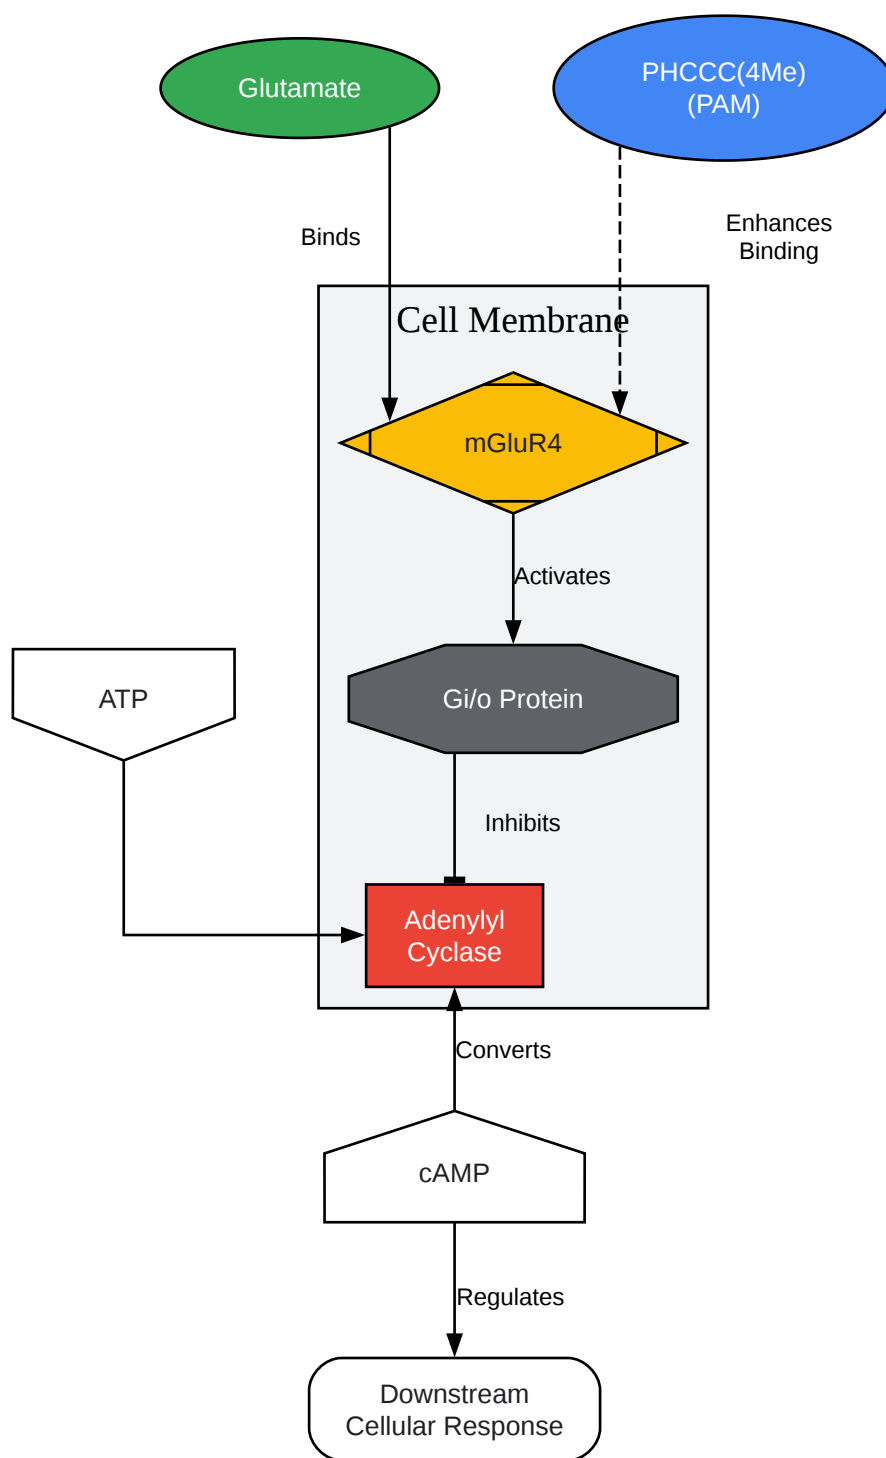 Glutamate
PHCCC(4Me)
(PAM)
Binds
Enhances
Binding
Cell Membrane
mGluR4
Activates
ATP
Gi/o Protein
Inhibits
Adenylyl
Cyclase
Converts
cAMP
Regulates
Downstream
Cellular Response